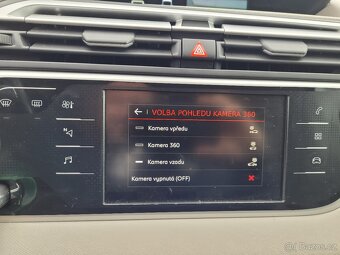 VOLBA POHLEDU KAMERA 360
Kamera vpředu
Kamera 360
Kamera vzadu
Kamera vypnutá (OFF)